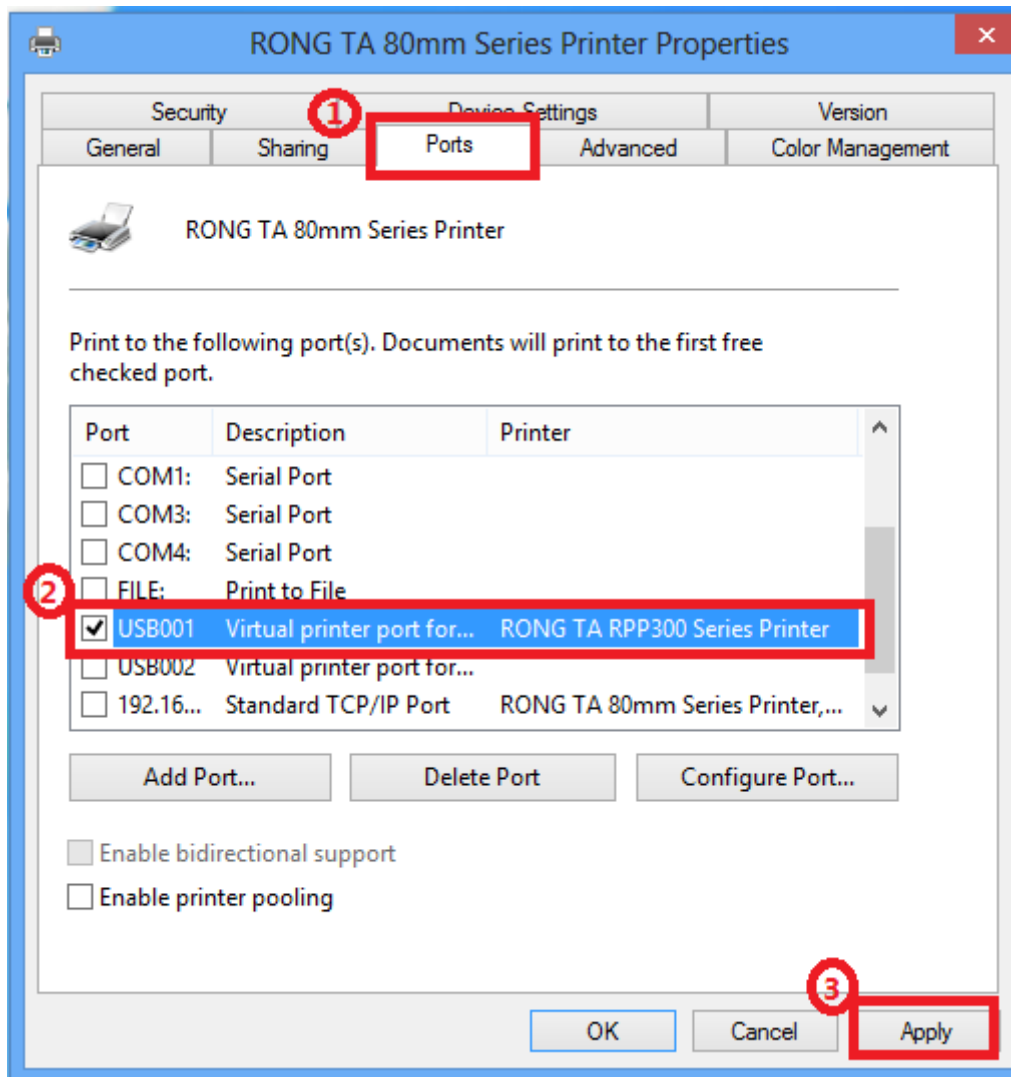 RONG TA 80mm Series Printer Properties
Security Device Settings Version
1
General Sharing Ports Advanced Color Management
RONG TA 80mm Series Printer
Print to the following port(s). Documents will print to the first free
checked port.
Port Description Printer
COM1: Serial Port
COM3: Serial Port
COM4: Serial Port
2
FILE: Print to File
USB001 Virtual printer port for... RONG TA RPP300 Series Printer
USB002 Virtual printer port for...
192.16... Standard TCP/IP Port RONG TA 80mm Series Printer,...
Add Port... Delete Port Configure Port...
Enable bidirectional support
Enable printer pooling
3
OK Cancel Apply